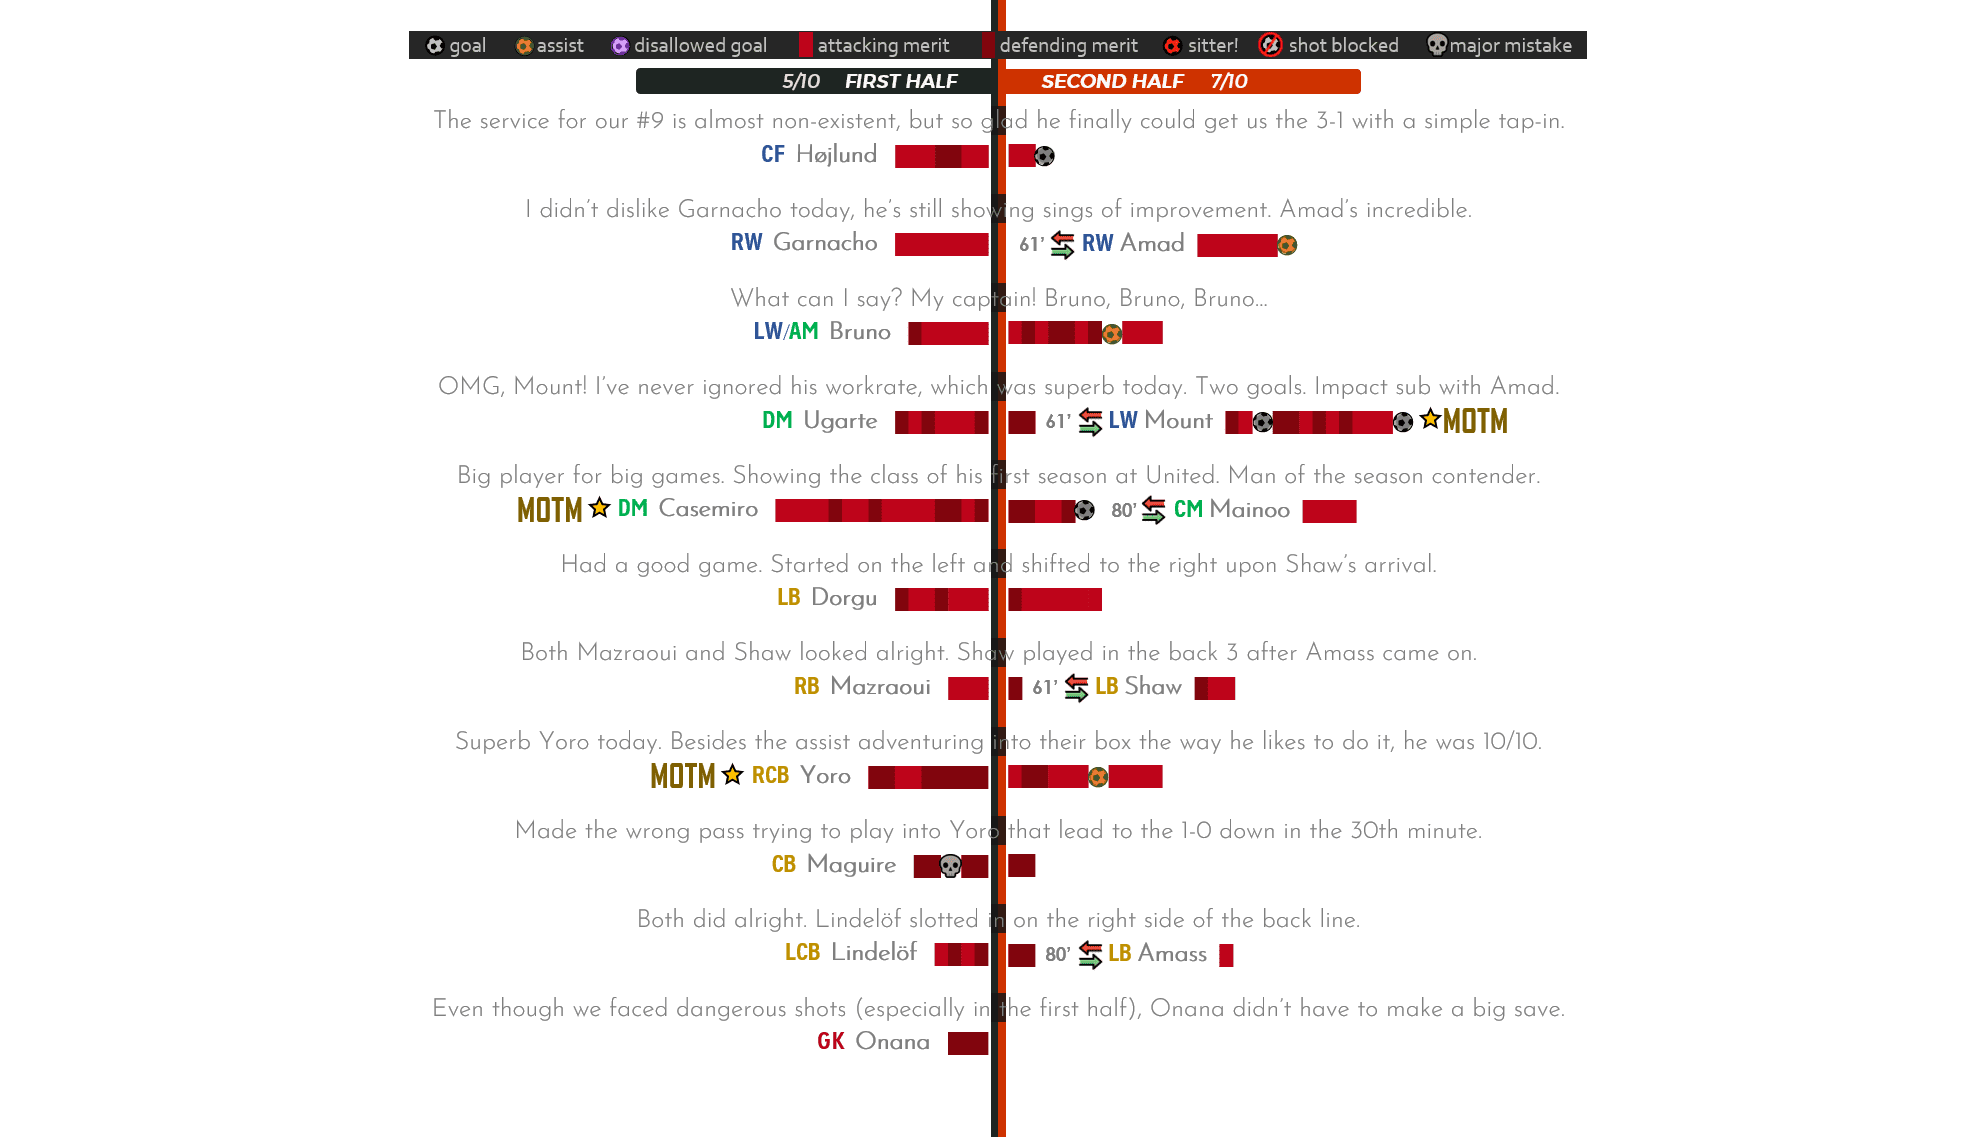 goal assist disallowed goal attacking merit defending merit sitter! shot blocked major mistake
5/10 FIRST HALF SECOND HALF 7/10
The service for our #9 is almost non-existent, but so glad he finally could get us the 3-1 with a simple tap-in.
CF Højlund
I didn't dislike Garnacho today, he's still showing sings of improvement. Amad's incredible.
RW Garnacho 61' RW Amad
What can I say? My captain! Bruno, Bruno, Bruno...
LW/AM Bruno
OMG, Mount! I've never ignored his workrate, which was superb today. Two goals. Impact sub with Amad.
DM Ugarte 61' LW Mount MOTM
Big player for big games. Showing the class of his first season at United. Man of the season contender.
MOTM DM Casemiro 80' CM Mainoo
Had a good game. Started on the left and shifted to the right upon Shaw's arrival.
LB Dorgu
Both Mazraoui and Shaw looked alright. Shaw played in the back 3 after Amass came on.
RB Mazraoui 61' LB Shaw
Superb Yoro today. Besides the assist adventuring into their box the way he likes to do it, he was 10/10.
MOTM RCB Yoro
Made the wrong pass trying to play into Yoro that lead to the 1-0 down in the 30th minute.
CB Maguire
Both did alright. Lindelöf slotted in on the right side of the back line.
LCB Lindelöf 80' LB Amass
Even though we faced dangerous shots (especially in the first half), Onana didn't have to make a big save.
GK Onana